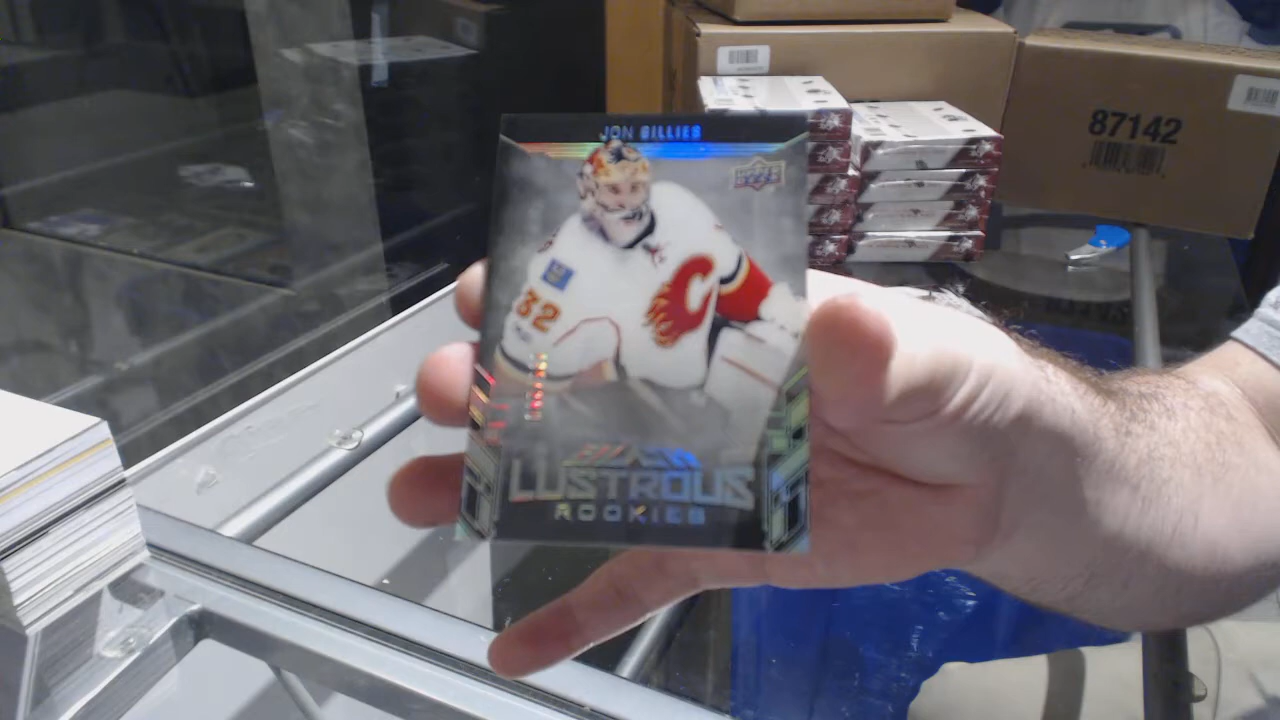 JON GILLIES
UPPER DECK
32
C
LUSTROUS
ROOKIES
87142